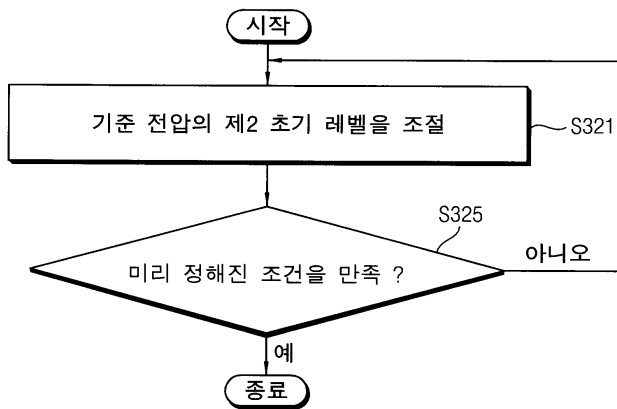 시작
기준 전압의 제2 초기 레벨을 조절
S321
S325
미리 정해진 조건을 만족 ?
아니오
예
종료